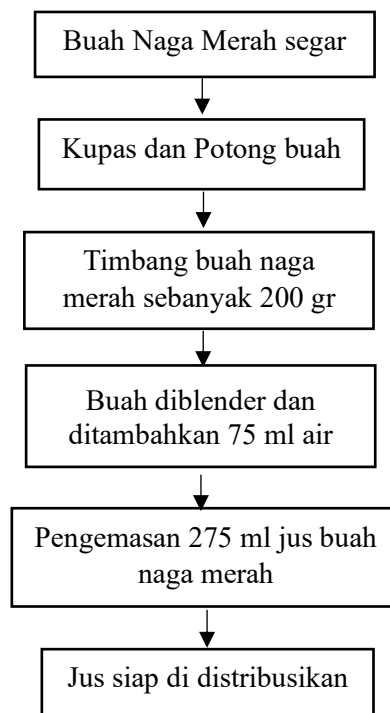 Buah Naga Merah segar
Kupas dan Potong buah
Timbang buah naga
merah sebanyak 200 gr
Buah diblender dan
ditambahkan 75 ml air
Pengemasan 275 ml jus buah
naga merah
Jus siap di distribusikan